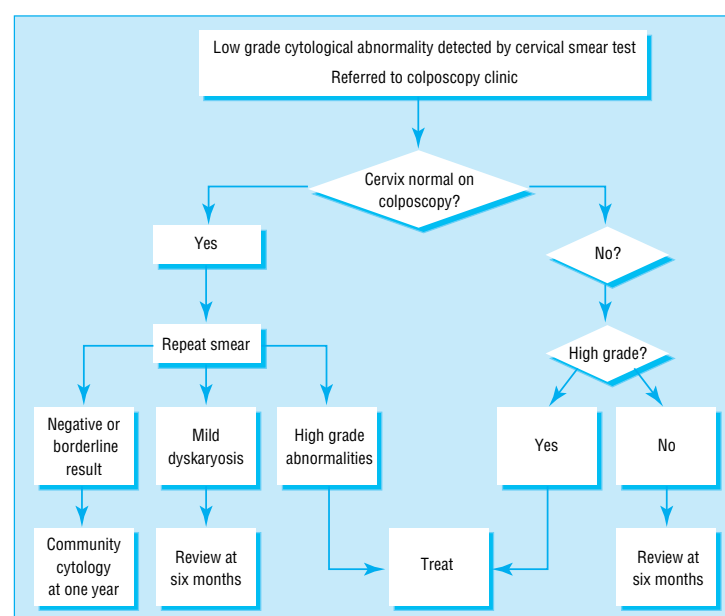 Low grade cytological abnormality detected by cervical smear test
Referred to colposcopy clinic
Cervix normal on
colposcopy?
Yes
No?
Repeat smear
High grade?
Negative or
borderline
result
Mild
dyskaryosis
High grade
abnormalities
Yes
No
Community
cytology
at one year
Review at
six months
Treat
Review at
six months